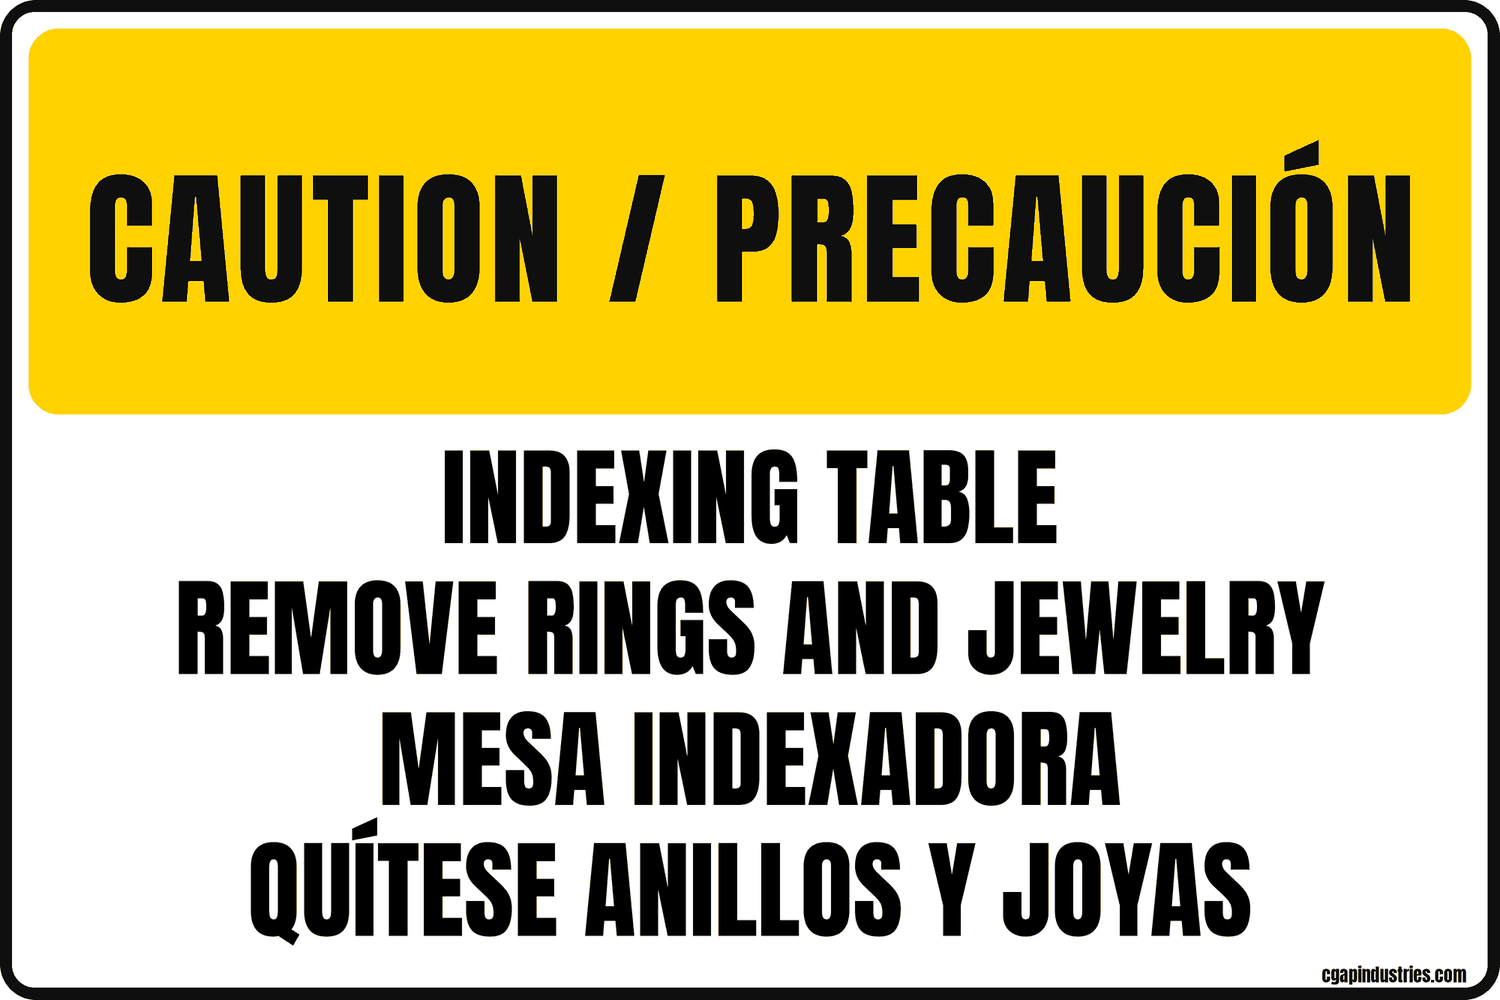 CAUTION / PRECAUCIÓN
INDEXING TABLE
REMOVE RINGS AND JEWELRY
MESA INDEXADORA
QUÍTESE ANILLOS Y JOYAS
cgapindustries.com